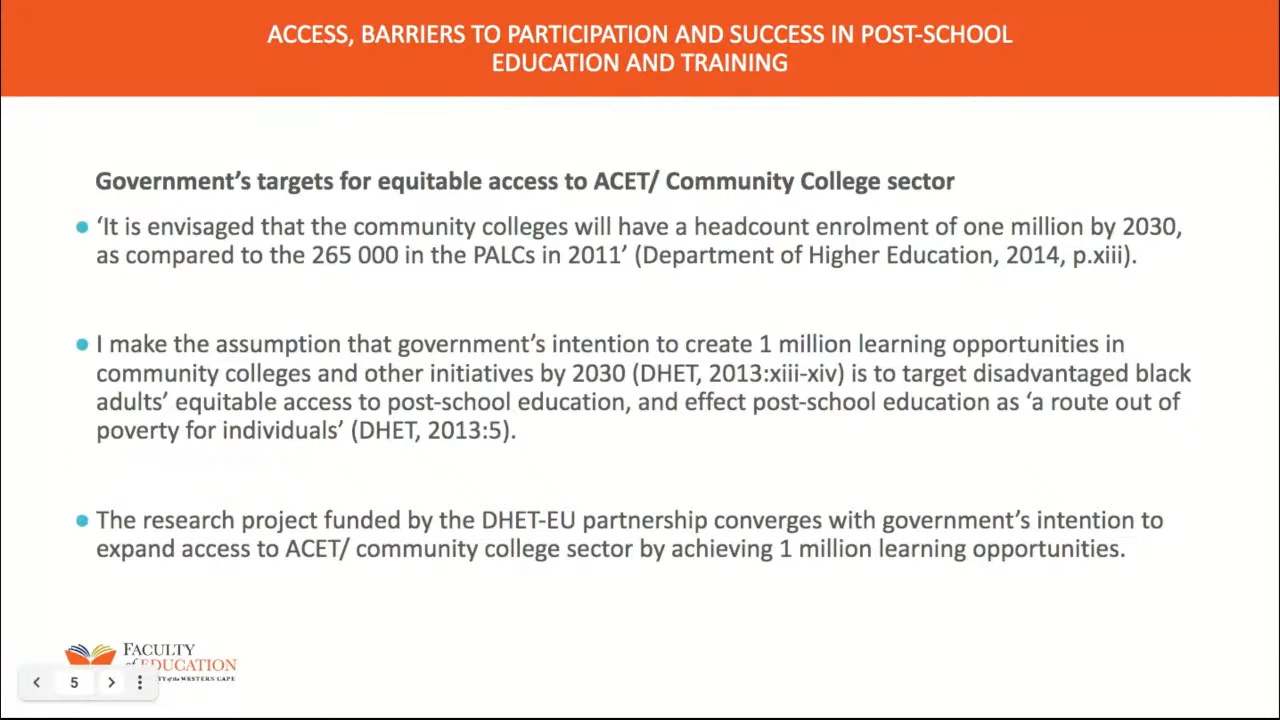 ACCESS, BARRIERS TO PARTICIPATION AND SUCCESS IN POST-SCHOOL
EDUCATION AND TRAINING
Government’s targets for equitable access to ACET/ Community College sector
‘It is envisaged that the community colleges will have a headcount enrolment of one million by 2030,
as compared to the 265 000 in the PALCs in 2011’ (Department of Higher Education, 2014, p.xiii).
I make the assumption that government’s intention to create 1 million learning opportunities in
community colleges and other initiatives by 2030 (DHET, 2013:xiii-xiv) is to target disadvantaged black
adults’ equitable access to post-school education, and effect post-school education as ‘a route out of
poverty for individuals’ (DHET, 2013:5).
The research project funded by the DHET-EU partnership converges with government’s intention to
expand access to ACET/ community college sector by achieving 1 million learning opportunities.
FACULTY
of EDUCATION
of the WESTERN CAPE
5